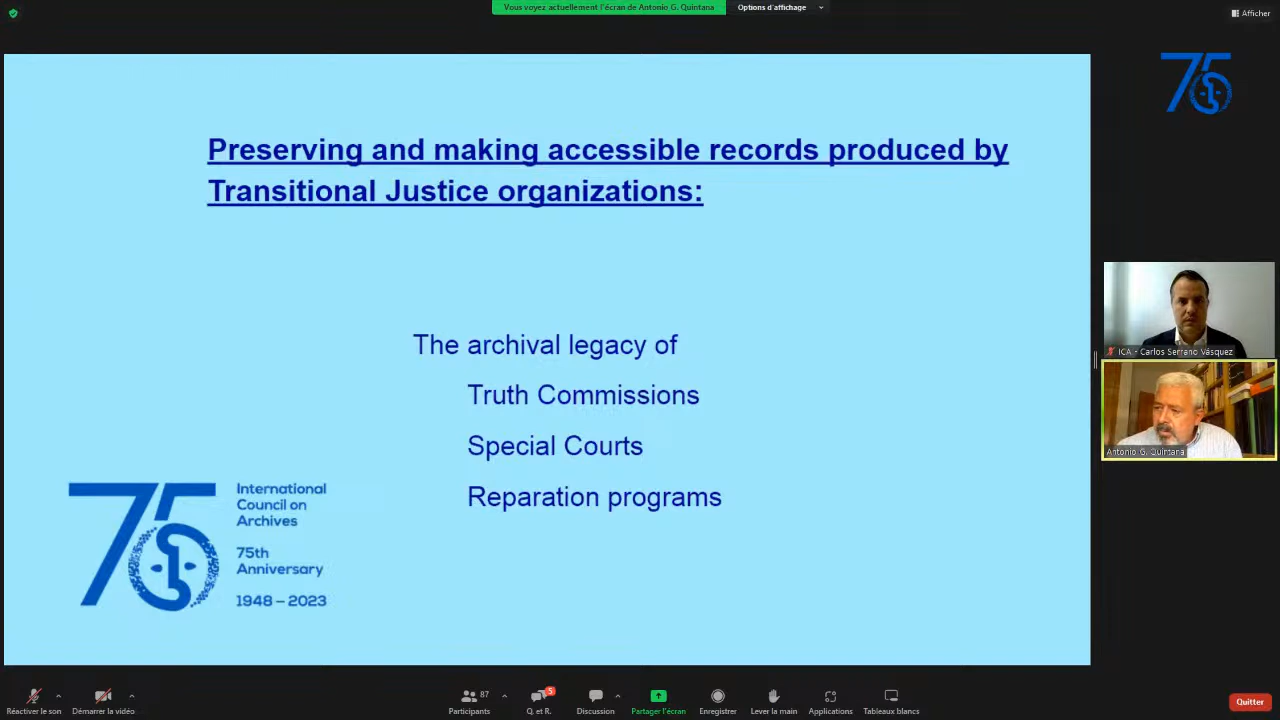 Vous voyez actuellement l'écran de Antonio G. Quintana
Options d'affichage
Afficher
75
Preserving and making accessible records produced by
Transitional Justice organizations:
The archival legacy of
Truth Commissions
Special Courts
Reparation programs
75
International
Council on
Archives
75th
Anniversary
1948 – 2023
ICA - Carlos Serrano Vásquez
Antonio G. Quintana
87
5
Réactiver le son
Démarrer la vidéo
Participants
Q. et R.
Discussion
Partager l'écran
Enregistrer
Lever la main
Applications
Tableaux blancs
Quitter